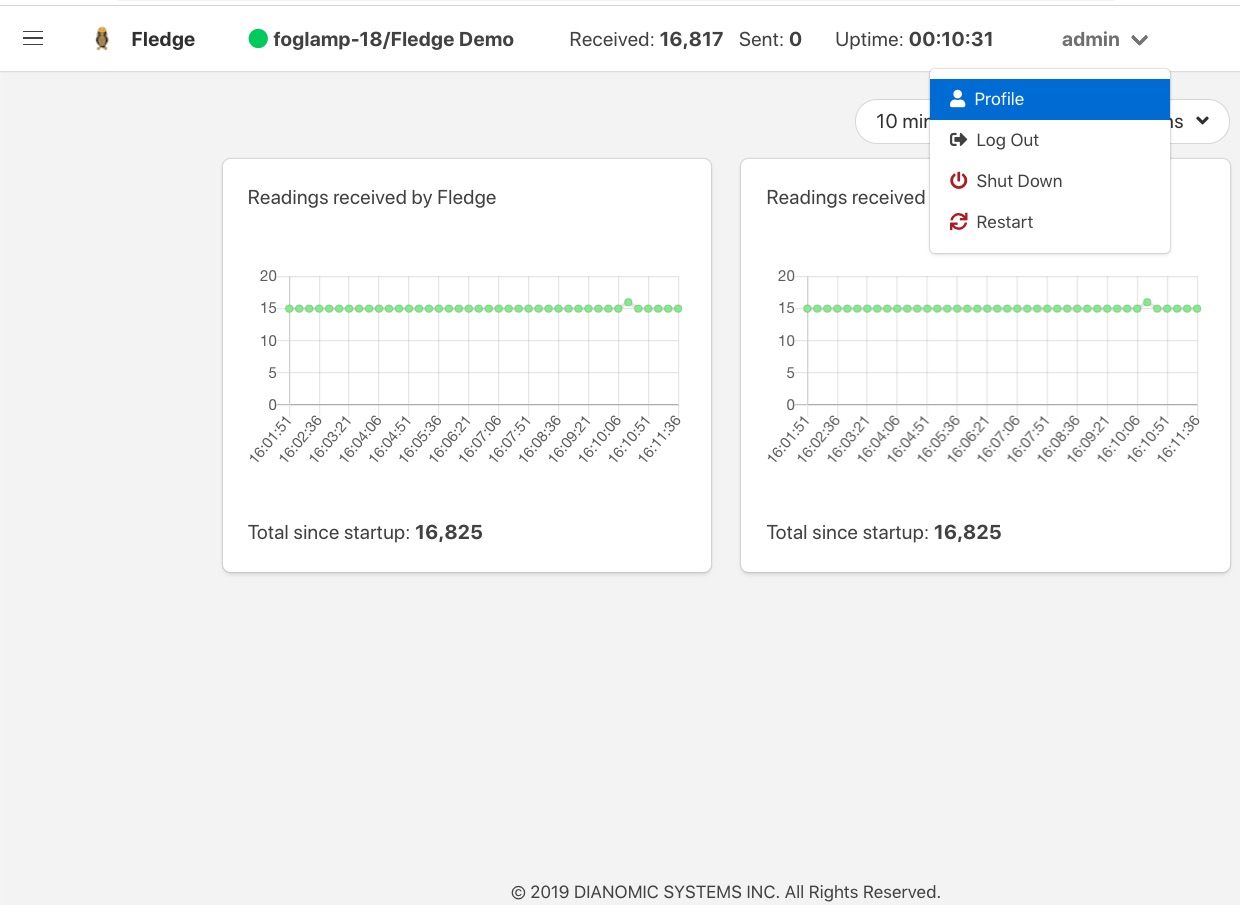 Fledge
foglamp-18/Fledge Demo
Received: 16,817 Sent: 0
Uptime: 00:10:31
admin
Profile
Log Out
Shut Down
Restart
10
Readings received by Fledge
20
15
10
5
0
16:01:51
16:02:36
16:03:21
16:04:06
16:04:51
16:05:36
16:06:21
16:07:06
16:07:51
16:08:36
16:09:21
16:10:06
16:10:51
16:11:36
Total since startup: 16,825
Readings received
20
15
10
5
0
16:01:51
16:02:36
16:03:21
16:04:06
16:04:51
16:05:36
16:06:21
16:07:06
16:07:51
16:08:36
16:09:21
16:10:06
16:10:51
16:11:36
Total since startup: 16,825
© 2019 DIANOMIC SYSTEMS INC. All Rights Reserved.